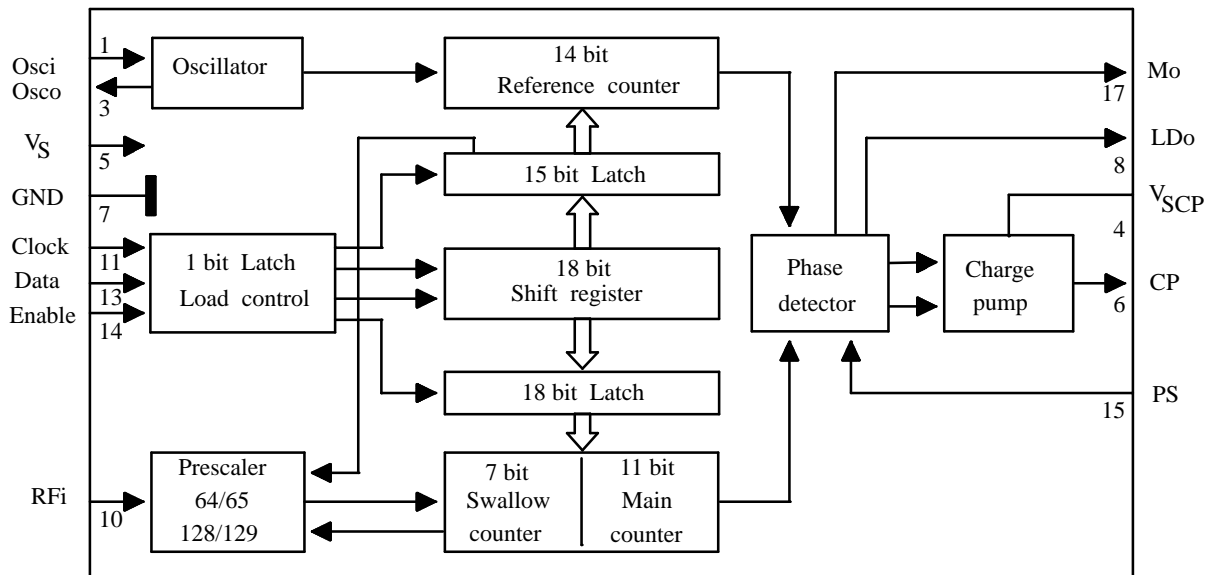 1
Osci
Osco
3
Oscillator
14 bit
Reference counter
Mo
17
VS
5
15 bit Latch
LDo
8
GND
7
VSCP
4
Clock
11
Data
13
Enable
14
1 bit Latch
Load control
18 bit
Shift register
Phase
detector
Charge
pump
CP
6
18 bit Latch
PS
15
RFi
10
Prescaler
64/65
128/129
7 bit
Swallow
counter
11 bit
Main
counter